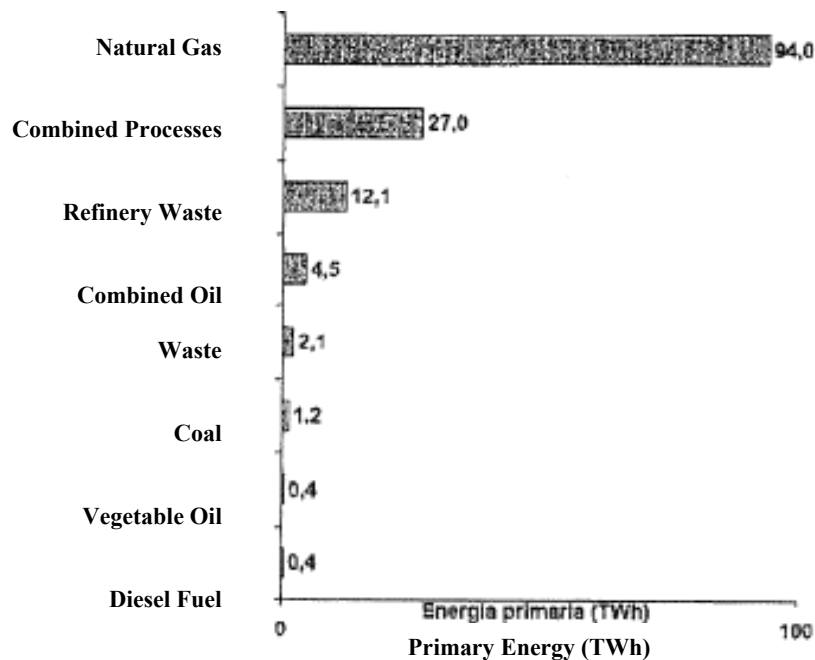 Natural Gas
94,0
Combined Processes
27,0
Refinery Waste
12,1
Combined Oil
4,5
Waste
2,1
Coal
1,2
Vegetable Oil
0,4
Diesel Fuel
0,4
Energia primaria (TWh)
0
100
Primary Energy (TWh)